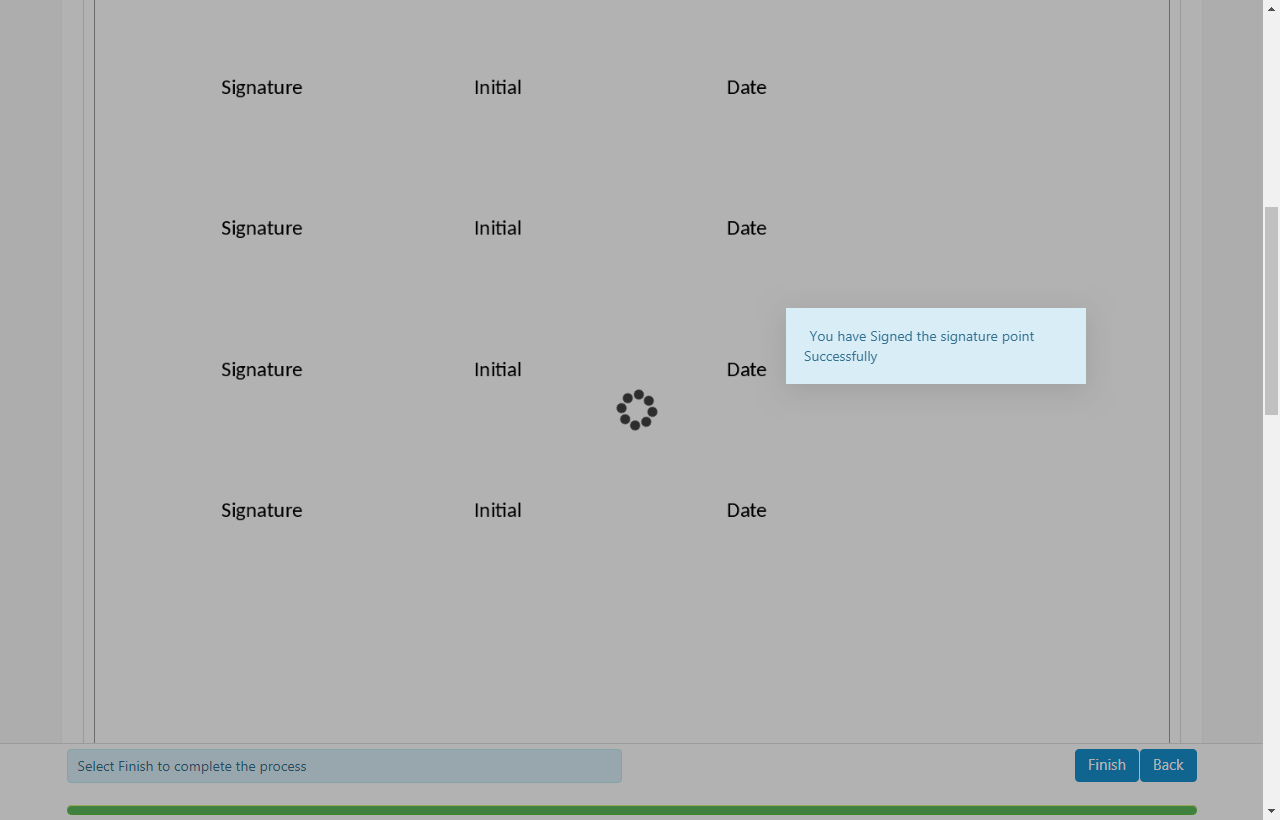 Signature Initial Date
Signature Initial Date
You have Signed the signature point
Successfully
Signature Initial Date
Signature Initial Date
Select Finish to complete the process
Finish Back